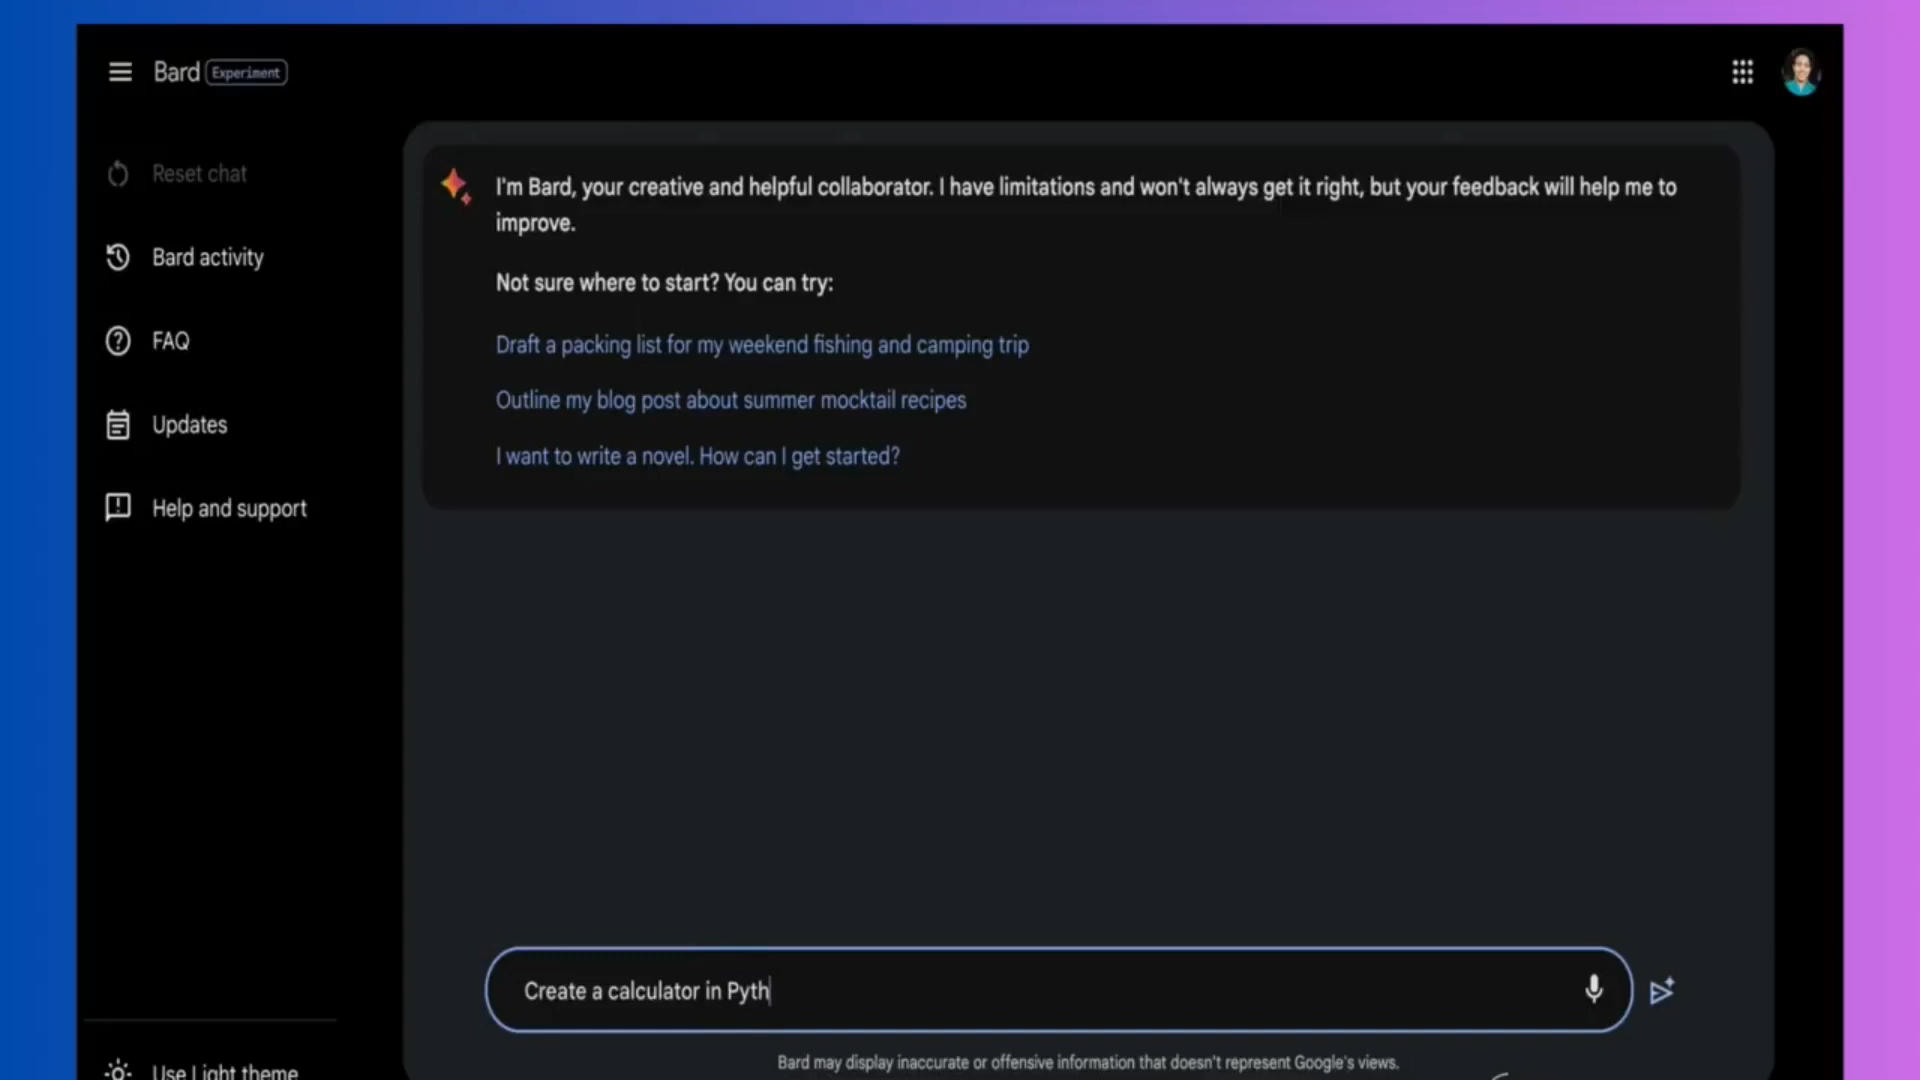 Bard Experiment
Reset chat
Bard activity
FAQ
Updates
Help and support
Use Light theme
I'm Bard, your creative and helpful collaborator. I have limitations and won't always get it right, but your feedback will help me to
improve.
Not sure where to start? You can try:
Draft a packing list for my weekend fishing and camping trip
Outline my blog post about summer mocktail recipes
I want to write a novel. How can I get started?
Create a calculator in Pyth
Bard may display inaccurate or offensive information that doesn't represent Google's views.